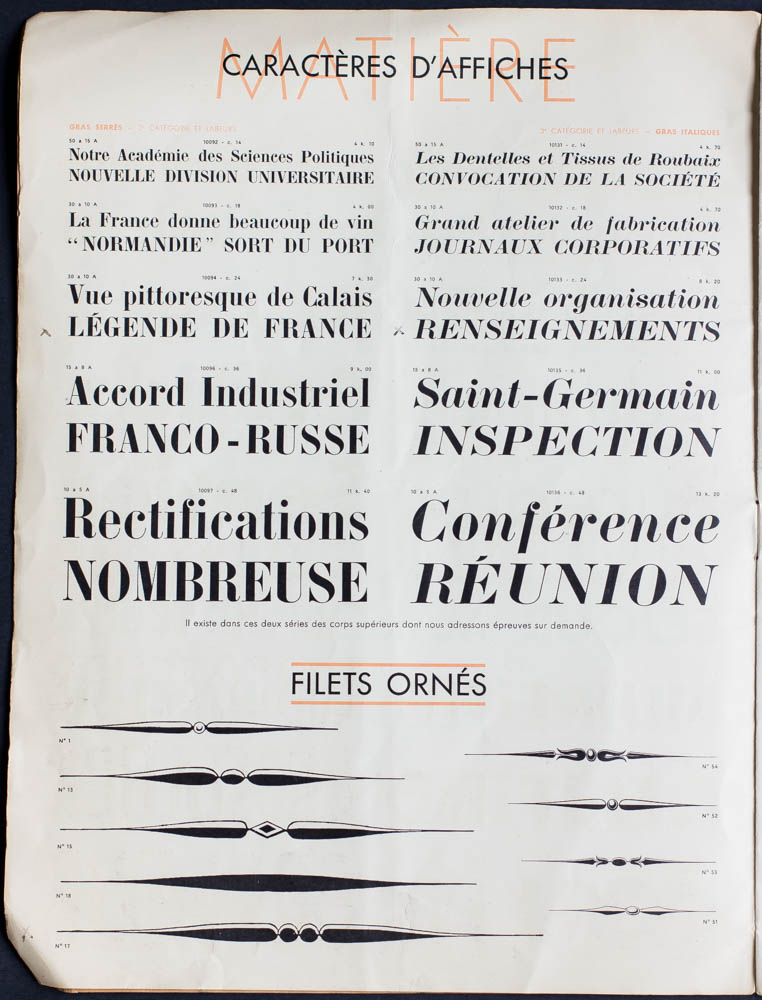 MATIÈRE
CARACTÈRES D'AFFICHES
GRAS SERRÉS – 3e CATÉGORIE ET LABEURS
50 a 15 A 10092 - c. 14 4 k. 10
Notre Académie des Sciences Politiques
NOUVELLE DIVISION UNIVERSITAIRE
30 a 10 A 10093 - c. 18 4 k. 00
La France donne beaucoup de vin
“ NORMANDIE ” SORT DU PORT
30 a 10 A 10094 - c. 24 7 k. 30
Vue pittoresque de Calais
LÉGENDE DE FRANCE
15 a 8 A 10096 - c. 36 9 k. 00
Accord Industriel
FRANCO - RUSSE
10 a 5 A 10097 - c. 48 11 k. 40
Rectifications
NOMBREUSE
3e CATÉGORIE ET LABEURS – GRAS ITALIQUES
50 a 15 A 10131 - c. 14 4 k. 70
Les Dentelles et Tissus de Roubaix
CONVOCATION DE LA SOCIÉTÉ
30 a 10 A 10132 - c. 18 4 k. 70
Grand atelier de fabrication
JOURNAUX CORPORATIFS
30 a 10 A 10133 - c. 24 8 k. 20
Nouvelle organisation
RENSEIGNEMENTS
15 a 8 A 10135 - c. 36 11 k. 00
Saint-Germain
INSPECTION
10 a 5 A 10136 - c. 48 13 k. 20
Conférence
RÉUNION
Il existe dans ces deux séries des corps supérieurs dont nous adressons épreuves sur demande.
FILETS ORNÉS
N° 1
N° 13
N° 15
N° 18
N° 17
N° 54
N° 52
N° 53
N° 51